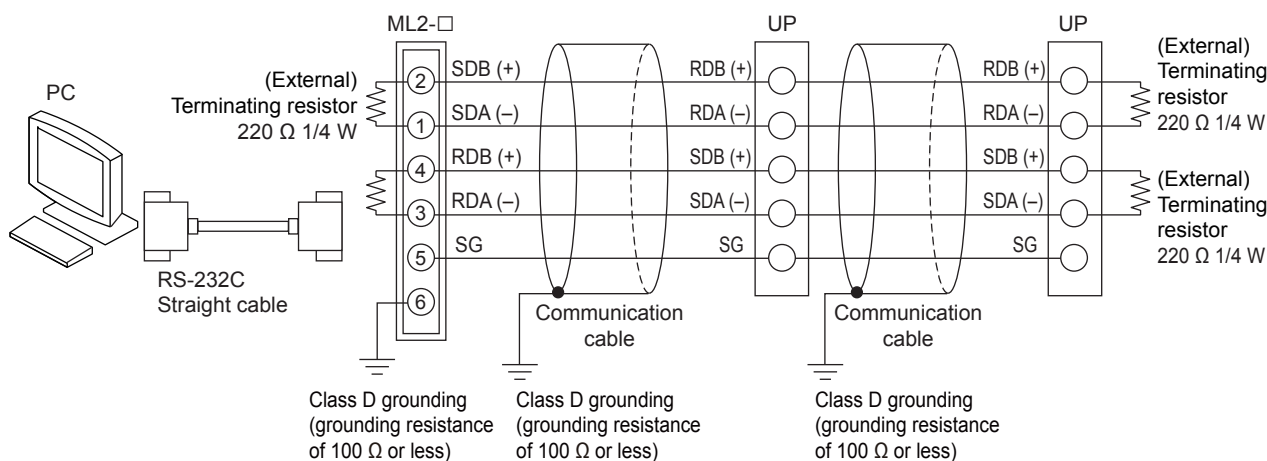 ML2-□
UP
UP
PC
(External)
Terminating resistor
220 Ω 1/4 W
(External)
Terminating
resistor
220 Ω 1/4 W
(External)
Terminating
resistor
220 Ω 1/4 W
2
SDB (+)
RDB (+)
RDB (+)
1
SDA (–)
RDA (–)
RDA (–)
4
RDB (+)
SDB (+)
SDB (+)
3
RDA (–)
SDA (–)
SDA (–)
5
SG
SG
SG
6
RS-232C
Straight cable
Communication
cable
Communication
cable
Class D grounding
(grounding resistance
of 100 Ω or less)
Class D grounding
(grounding resistance
of 100 Ω or less)
Class D grounding
(grounding resistance
of 100 Ω or less)